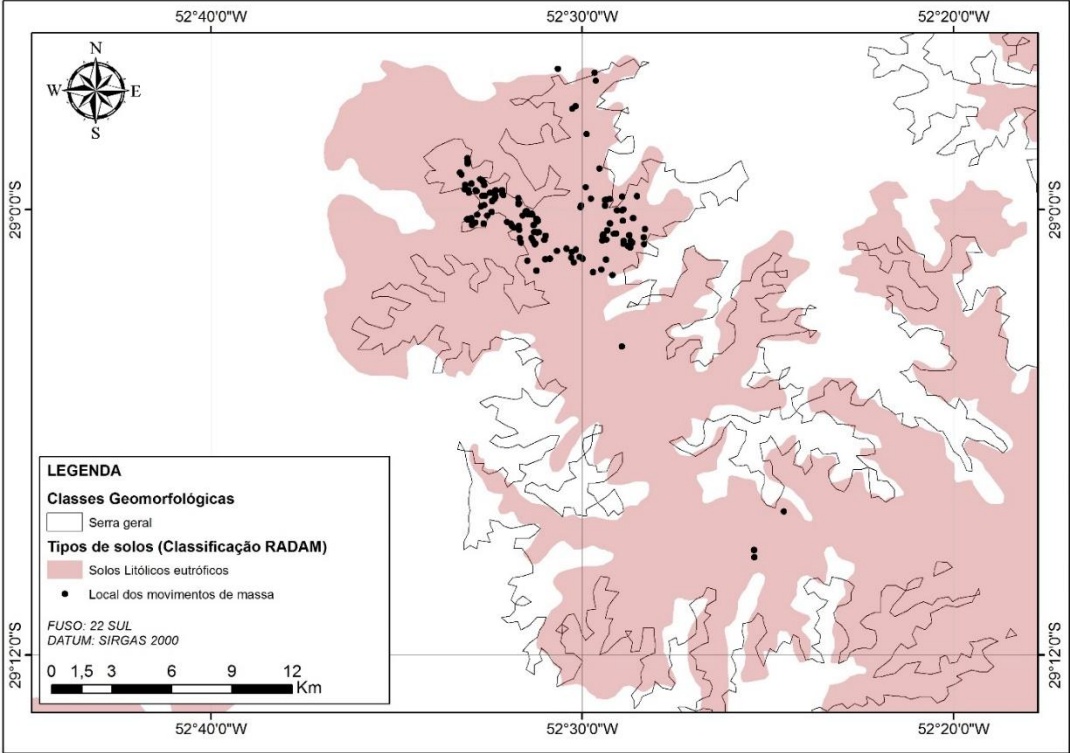 52°40'0"W 52°30'0"W 52°20'0"W
N
W E
S
29°0'0"S 29°0'0"S
LEGENDA
Classes Geomorfológicas
Serra geral
Tipos de solos (Classificação RADAM)
Solos Litólicos eutróficos
Local dos movimentos de massa
FUSO: 22 SUL
DATUM: SIRGAS 2000
0 1,5 3 6 9 12
Km
29°12'0"S 29°12'0"S
52°40'0"W 52°30'0"W 52°20'0"W